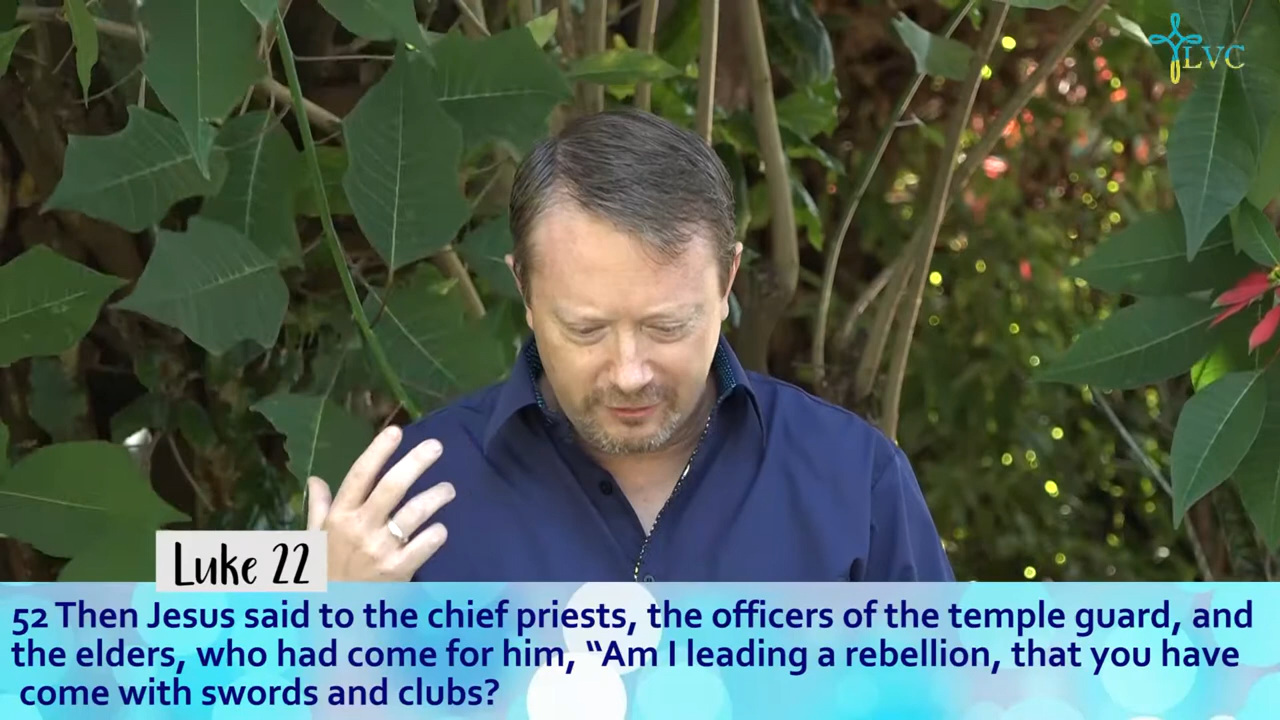 LVC
Luke 22
52 Then Jesus said to the chief priests, the officers of the temple guard, and
the elders, who had come for him, “Am I leading a rebellion, that you have
come with swords and clubs?